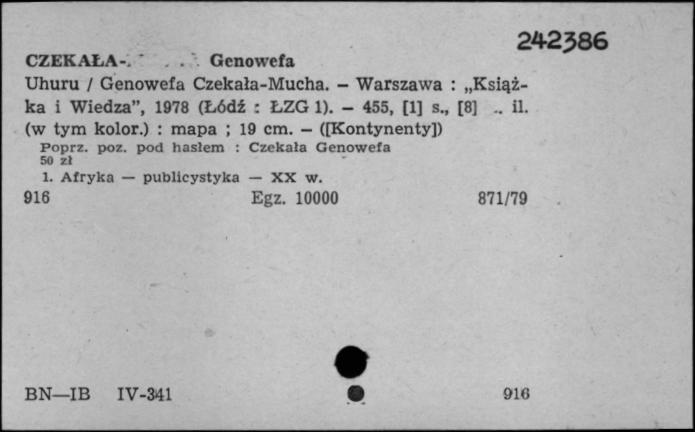 242386
CZEKAŁA- Genowefa
Uhuru / Genowefa Czekała-Mucha. — Warszawa : „Książ-
ka i Wiedza”, 1978 (Łódź : ŁZG 1). — 455, [1] s., [8] il.
(w tym kolor.) : mapa ; 19 cm. — ([Kontynenty])
Poprz. poz. pod hasłem : Czekała Genowefa
50 zł
1. Afryka — publicystyka — XX w.
916 Egz. 10000 871/79
BN—IB IV-341 916